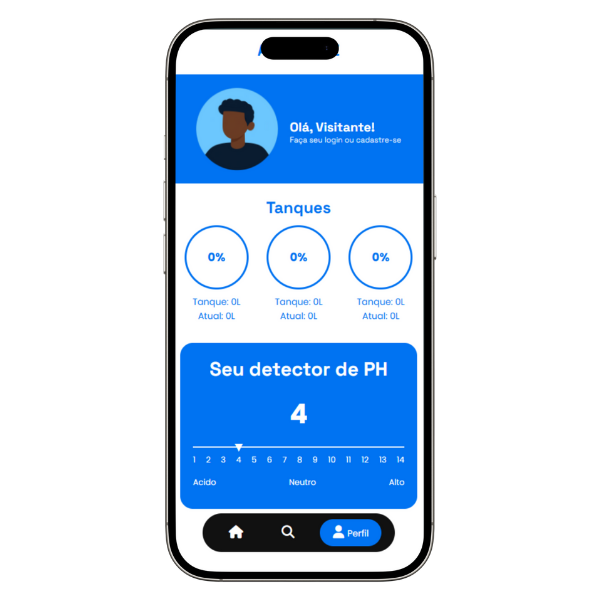 Olá, Visitante!
Faça seu login ou cadastre-se
Tanques
0% 0% 0%
Tanque: 0L Tanque: 0L Tanque: 0L
Atual: 0L Atual: 0L Atual: 0L
Seu detector de PH
4
1 2 3 4 5 6 7 8 9 10 11 12 13 14
Acido Neutro Alto
Perfil